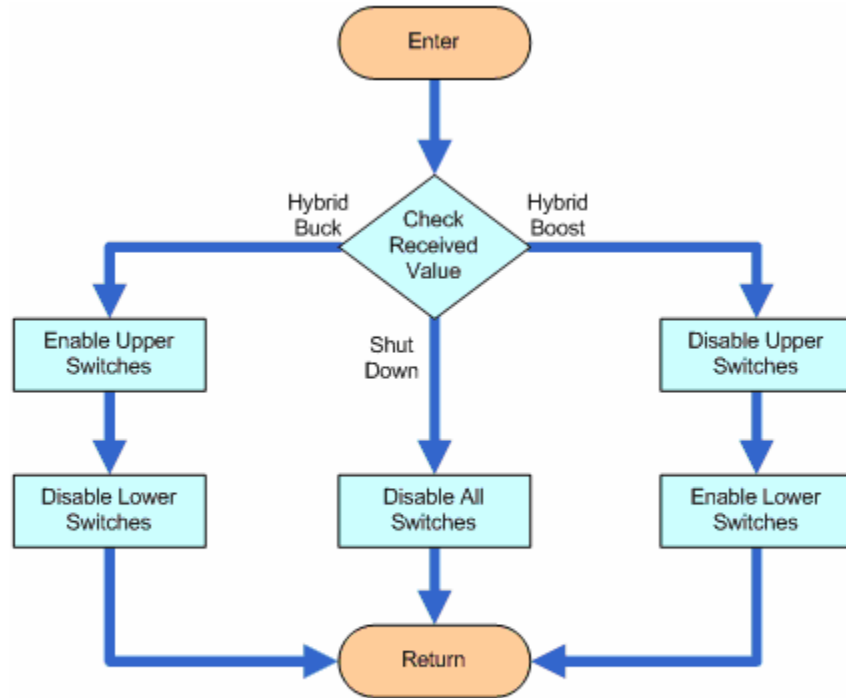 Enter
Hybrid
Buck
Check
Received
Value
Hybrid
Boost
Enable Upper
Switches
Shut
Down
Disable Upper
Switches
Disable Lower
Switches
Disable All
Switches
Enable Lower
Switches
Return